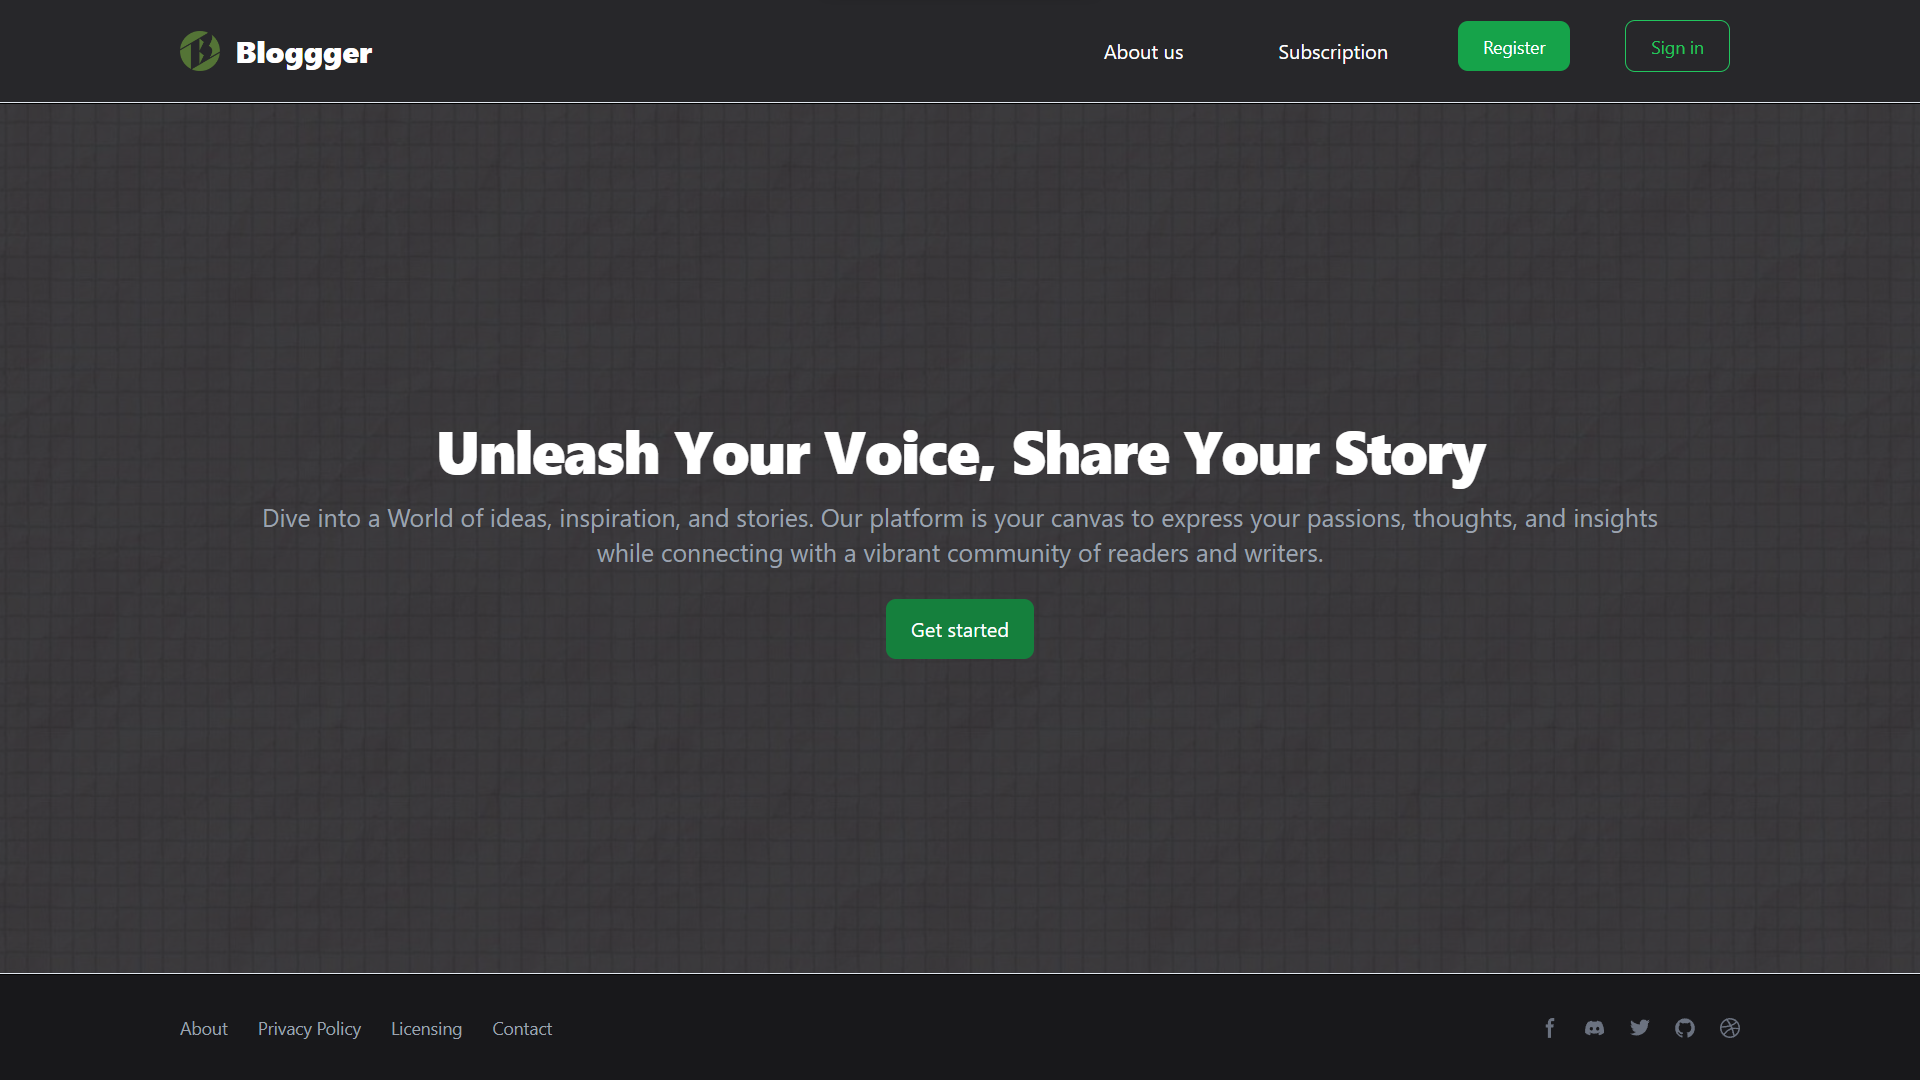 Bloggger
About us
Subscription
Register
Sign in
Unleash Your Voice, Share Your Story
Dive into a World of ideas, inspiration, and stories. Our platform is your canvas to express your passions, thoughts, and insights
while connecting with a vibrant community of readers and writers.
Get started
About
Privacy Policy
Licensing
Contact